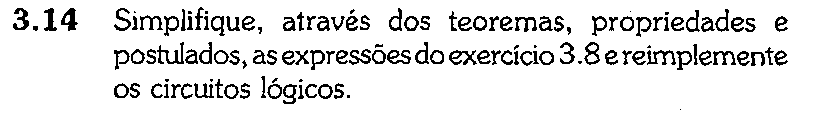 3.14 Simplifique, através dos teoremas, propriedades e
postulados, as expressões do exercício 3.8 e reimplemente
os circuitos lógicos.